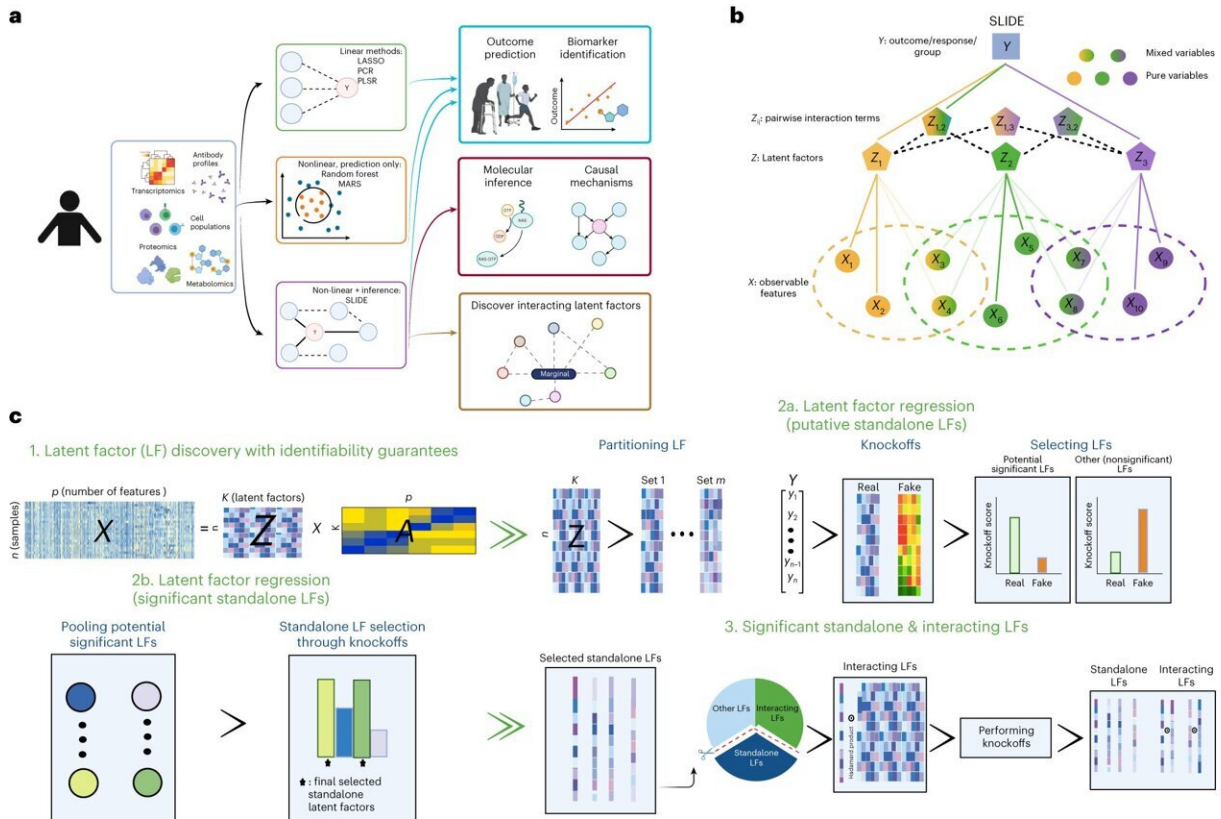 a
Linear methods:
LASSO
PCR
PLSR
Y
Outcome
prediction
Biomarker
identification
Outcome
Antibody
profiles
Transcriptomics
Cell
populations
Proteomics
Metabolomics
Nonlinear, prediction only:
Random forest
MARS
Molecular
inference
Causal
mechanisms
GTP
RAS
GDP
RAS-GTP
Non-linear + inference:
SLIDE
Y
Discover interacting latent factors
Marginal
b
SLIDE
Y: outcome/response/
group
Y
Mixed variables
Pure variables
Zij: pairwise interaction terms
Z1,2
Z1,3
Z3,2
Z: Latent factors
Z1
Z2
Z3
X: observable
features
X1
X2
X3
X4
X5
X6
X7
X8
X9
X10
c
1. Latent factor (LF) discovery with identifiability guarantees
p (number of features )
n (samples)
X
=
K (latent factors)
n
Z
X
p
K
A
Partitioning LF
K
n
Z
Set 1
Set m
2a. Latent factor regression
(putative standalone LFs)
Y
y1
y2
yn-1
yn
Knockoffs
Real
Fake
Selecting LFs
Potential
significant LFs
Knockoff score
Real
Fake
Other (nonsignificant)
LFs
Knockoff score
Real
Fake
2b. Latent factor regression
(significant standalone LFs)
Pooling potential
significant LFs
Standalone LF selection
through knockoffs
: final selected
standalone
latent factors
3. Significant standalone & interacting LFs
Selected standalone LFs
Other LFs
Interacting
LFs
Standalone
LFs
Interacting LFs
Hadamard product
Performing
knockoffs
Standalone
LFs
Interacting
LFs